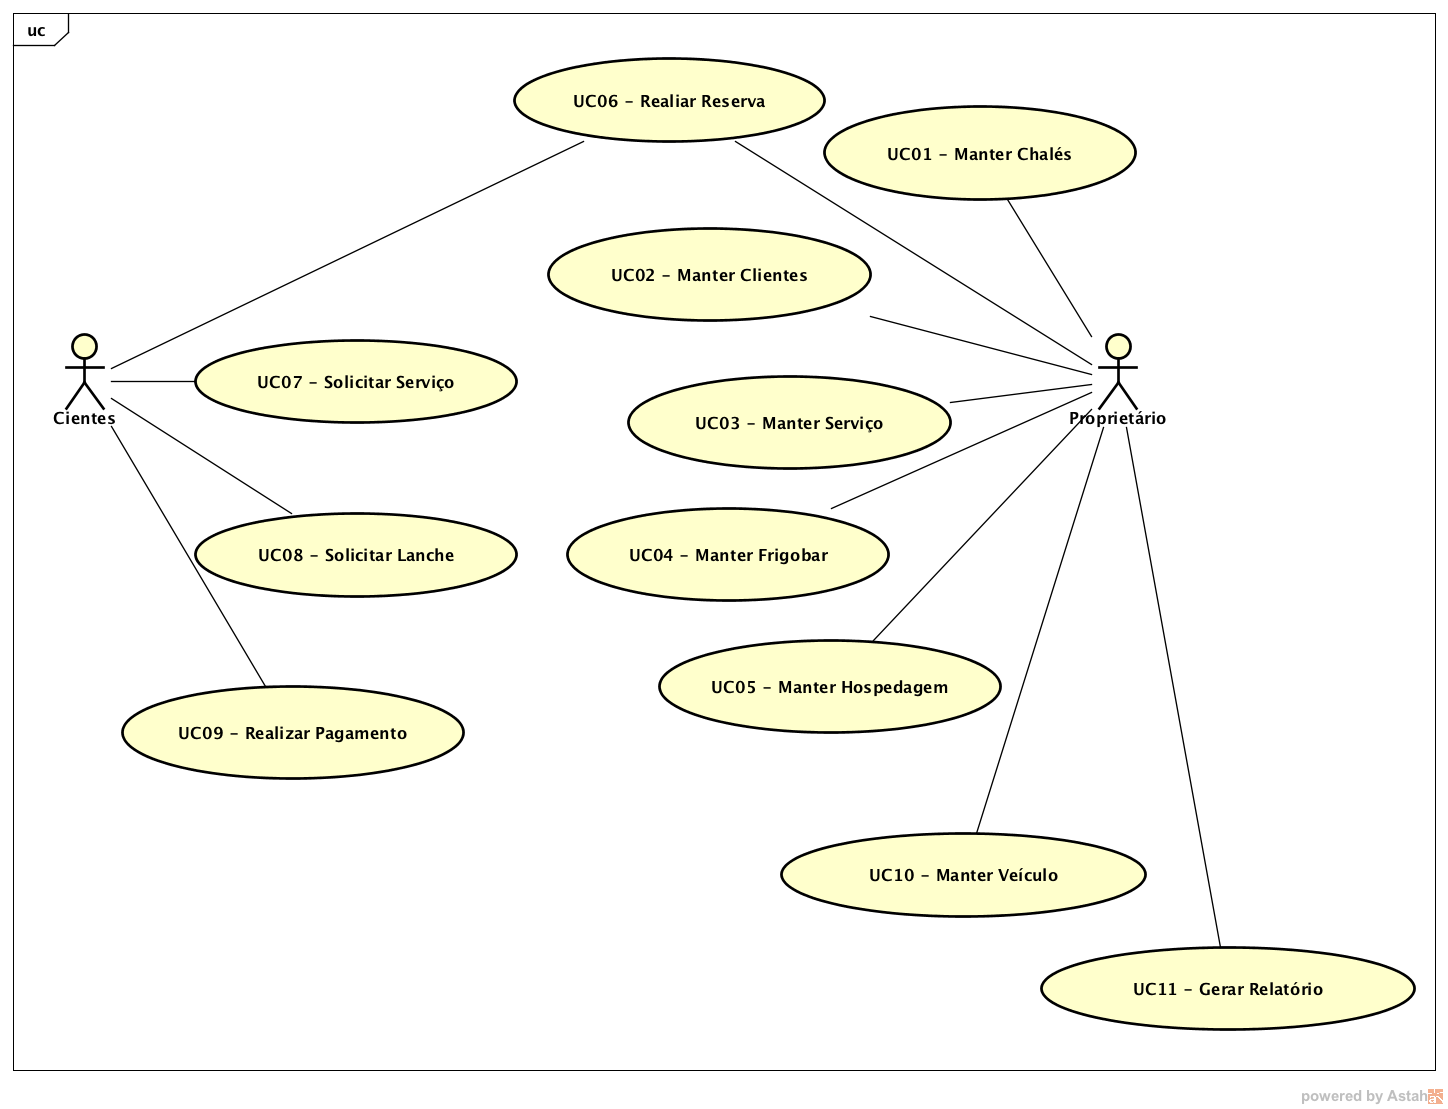 uc
UC06 - Realiar Reserva
UC01 - Manter Chalés
UC02 - Manter Clientes
UC07 - Solicitar Serviço
Cientes
Proprietário
UC03 - Manter Serviço
UC08 - Solicitar Lanche
UC04 - Manter Frigobar
UC05 - Manter Hospedagem
UC09 - Realizar Pagamento
UC10 - Manter Veículo
UC11 - Gerar Relatório
powered by Astah